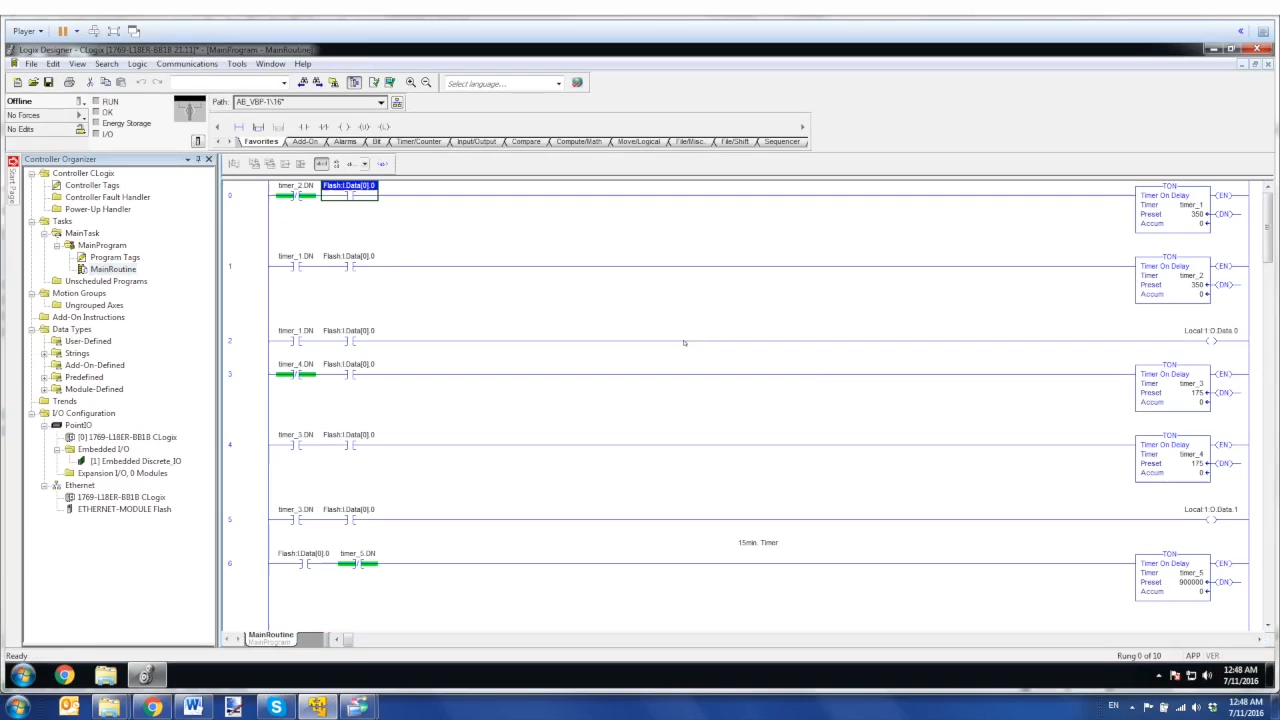 Player
Logix Designer - CLogix [1769-L18ER-BB1B 21.11]* - [MainProgram - MainRoutine]
File Edit View Search Logic Communications Tools Window Help
Select language...
Offline RUN
No Forces OK
No Edits Energy Storage
I/O
Path: AB_VBP-1\16*
Favorites Add-On Alarms Bit Timer/Counter Input/Output Compare Compute/Math Move/Logical File/Misc. File/Shift Sequencer
Start Page
Controller Organizer
Controller CLogix
Controller Tags
Controller Fault Handler
Power-Up Handler
Tasks
MainTask
MainProgram
Program Tags
MainRoutine
Unscheduled Programs
Motion Groups
Ungrouped Axes
Add-On Instructions
Data Types
User-Defined
Strings
Add-On-Defined
Predefined
Module-Defined
Trends
I/O Configuration
PointIO
[0] 1769-L18ER-BB1B CLogix
Embedded I/O
[1] Embedded Discrete_IO
Expansion I/O, 0 Modules
Ethernet
1769-L18ER-BB1B CLogix
ETHERNET-MODULE Flash
timer_2.DN Flash:I.Data[0].0 TON
0 Timer On Delay EN
Timer timer_1
Preset 350 DN
Accum 0
timer_1.DN Flash:I.Data[0].0 TON
1 Timer On Delay EN
Timer timer_2
Preset 350 DN
Accum 0
timer_1.DN Flash:I.Data[0].0 Local:1:O.Data.0
2
timer_4.DN Flash:I.Data[0].0 TON
3 Timer On Delay EN
Timer timer_3
Preset 175 DN
Accum 0
timer_3.DN Flash:I.Data[0].0 TON
4 Timer On Delay EN
Timer timer_4
Preset 175 DN
Accum 0
timer_3.DN Flash:I.Data[0].0 Local:1:O.Data.1
5
15min. Timer
Flash:I.Data[0].0 timer_5.DN TON
6 Timer On Delay EN
Timer timer_5
Preset 900000 DN
Accum 0
MainRoutine
MainProgram
Ready Rung 0 of 10 APP VER
12:48 AM
7/11/2016
EN 12:48 AM
7/11/2016